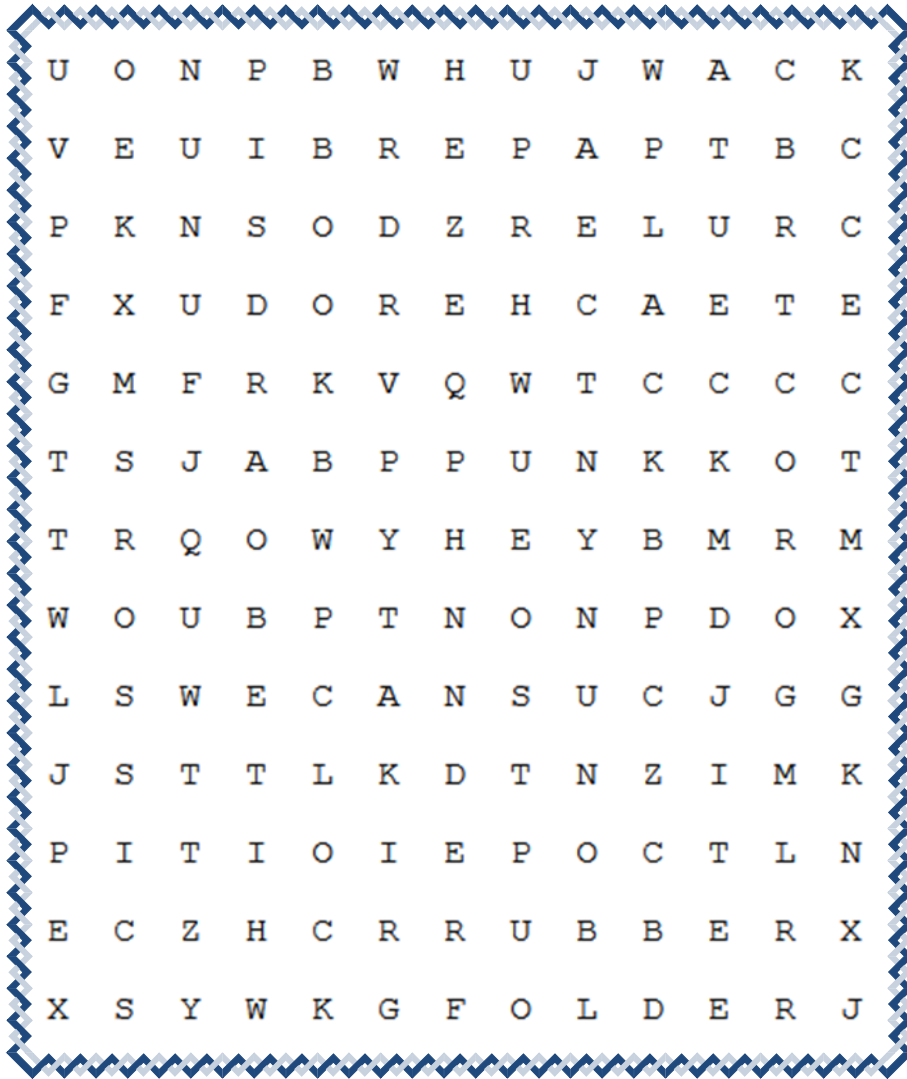 U O N P B W H U J W A C K
V E U I B R E P A P T B C
P K N S O D Z R E L U R C
F X U D O R E H C A E T E
G M F R K V Q W T C C C C
T S J A B P P U N K K O T
T R Q O W Y H E Y B M R M
W O U B P T N O N P D O X
L S W E C A N S U C J G G
J S T T L K D T N Z I M K
P I T I O I E P O C T L N
E C Z H C R R U B B E R X
X S Y W K G F O L D E R J